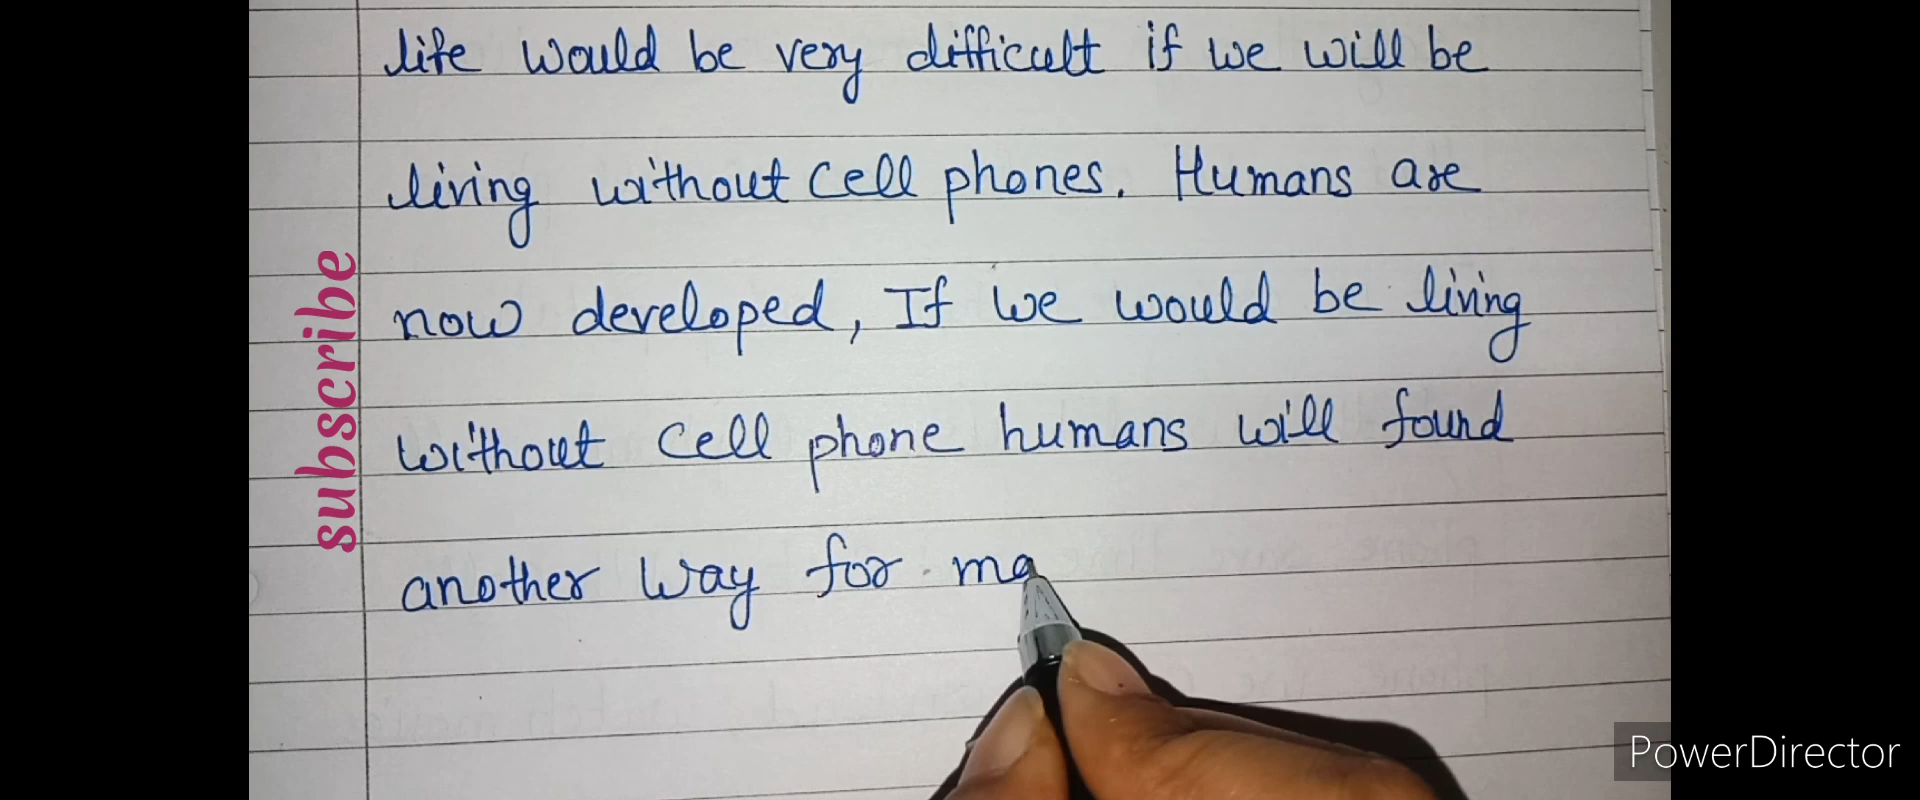 life would be very difficult if we will be
living without cell phones. Humans are
now developed, If we would be living
without cell phone humans will found
another way for ma
subscribe
PowerDirector